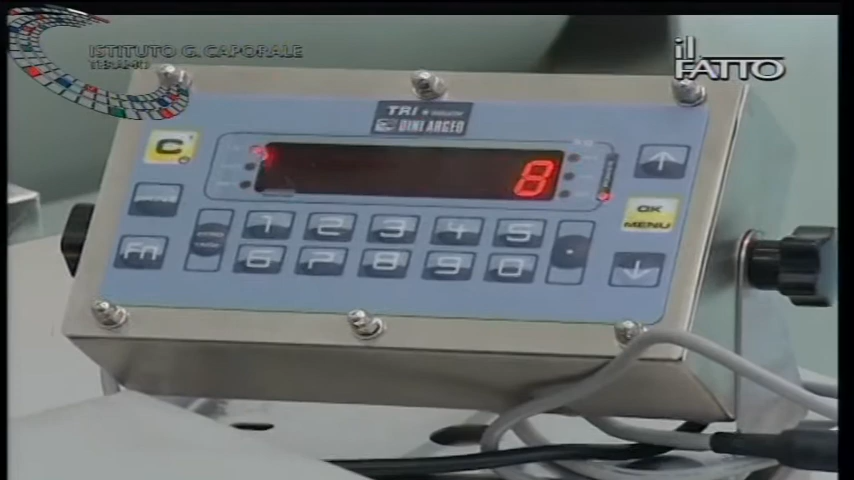 ISTITUTO G. CAPORALE
TERAMO
il
FATTO
TRI
DINI ARGEO
C
8
OK
MENU
1 2 3 4 5
Fn
6 7 8 9 0